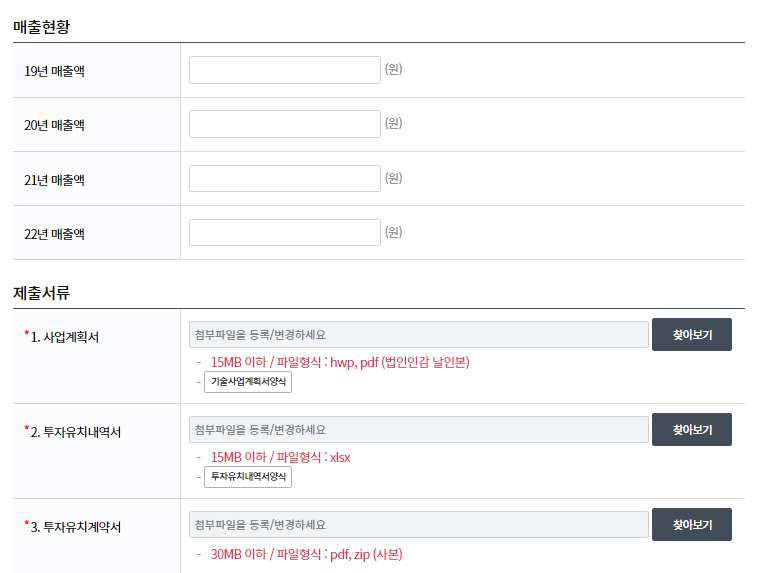 매출현황
19년 매출액 (원)
20년 매출액 (원)
21년 매출액 (원)
22년 매출액 (원)
제출서류
*1. 사업계획서 첨부파일을 등록/변경하세요 찾아보기
- 15MB 이하 / 파일형식 : hwp, pdf (법인인감 날인본)
- 기술사업계획서양식
*2. 투자유치내역서 첨부파일을 등록/변경하세요 찾아보기
- 15MB 이하 / 파일형식 : xlsx
- 투자유치내역서양식
*3. 투자유치계약서 첨부파일을 등록/변경하세요 찾아보기
- 30MB 이하 / 파일형식 : pdf, zip (사본)